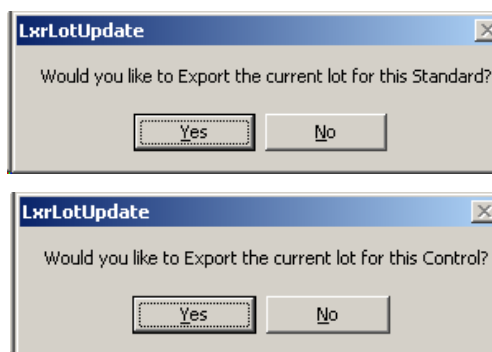 LxrLotUpdate
Would you like to Export the current lot for this Standard?
Yes No
LxrLotUpdate
Would you like to Export the current lot for this Control?
Yes No